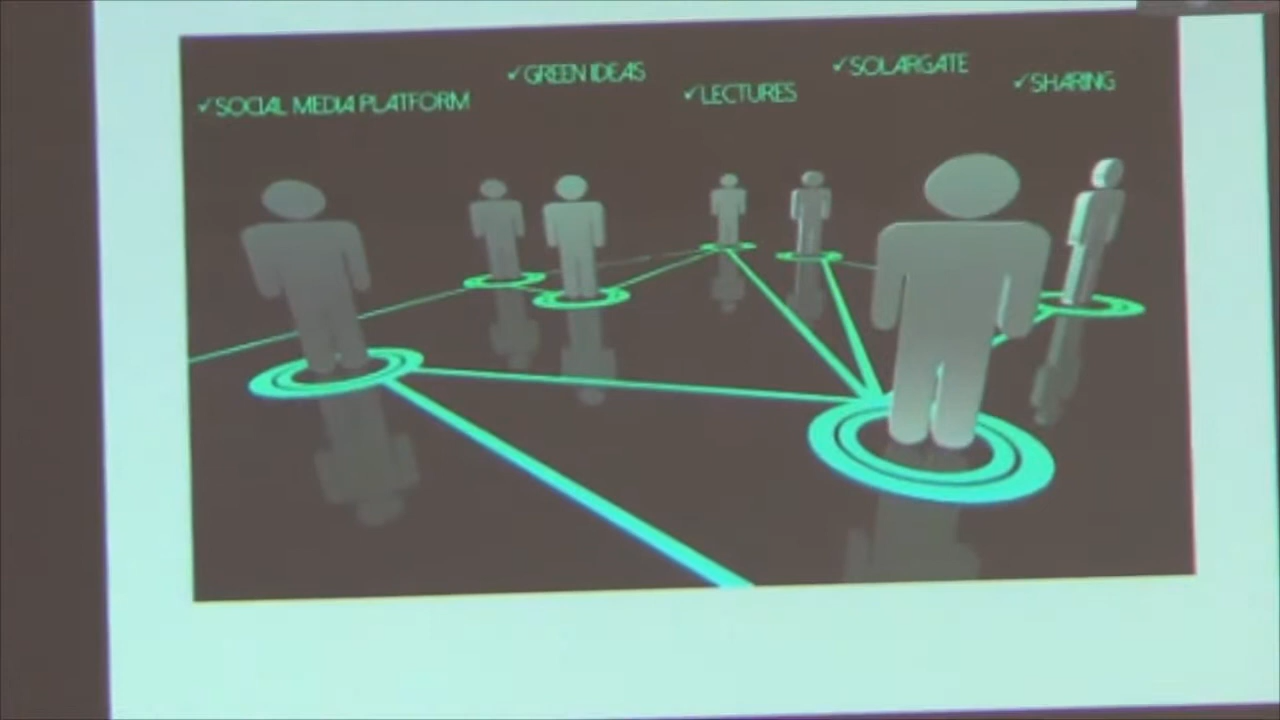 ✓SOCIAL MEDIA PLATFORM
✓GREEN IDEAS
✓LECTURES
✓SOLARGATE
✓SHARING